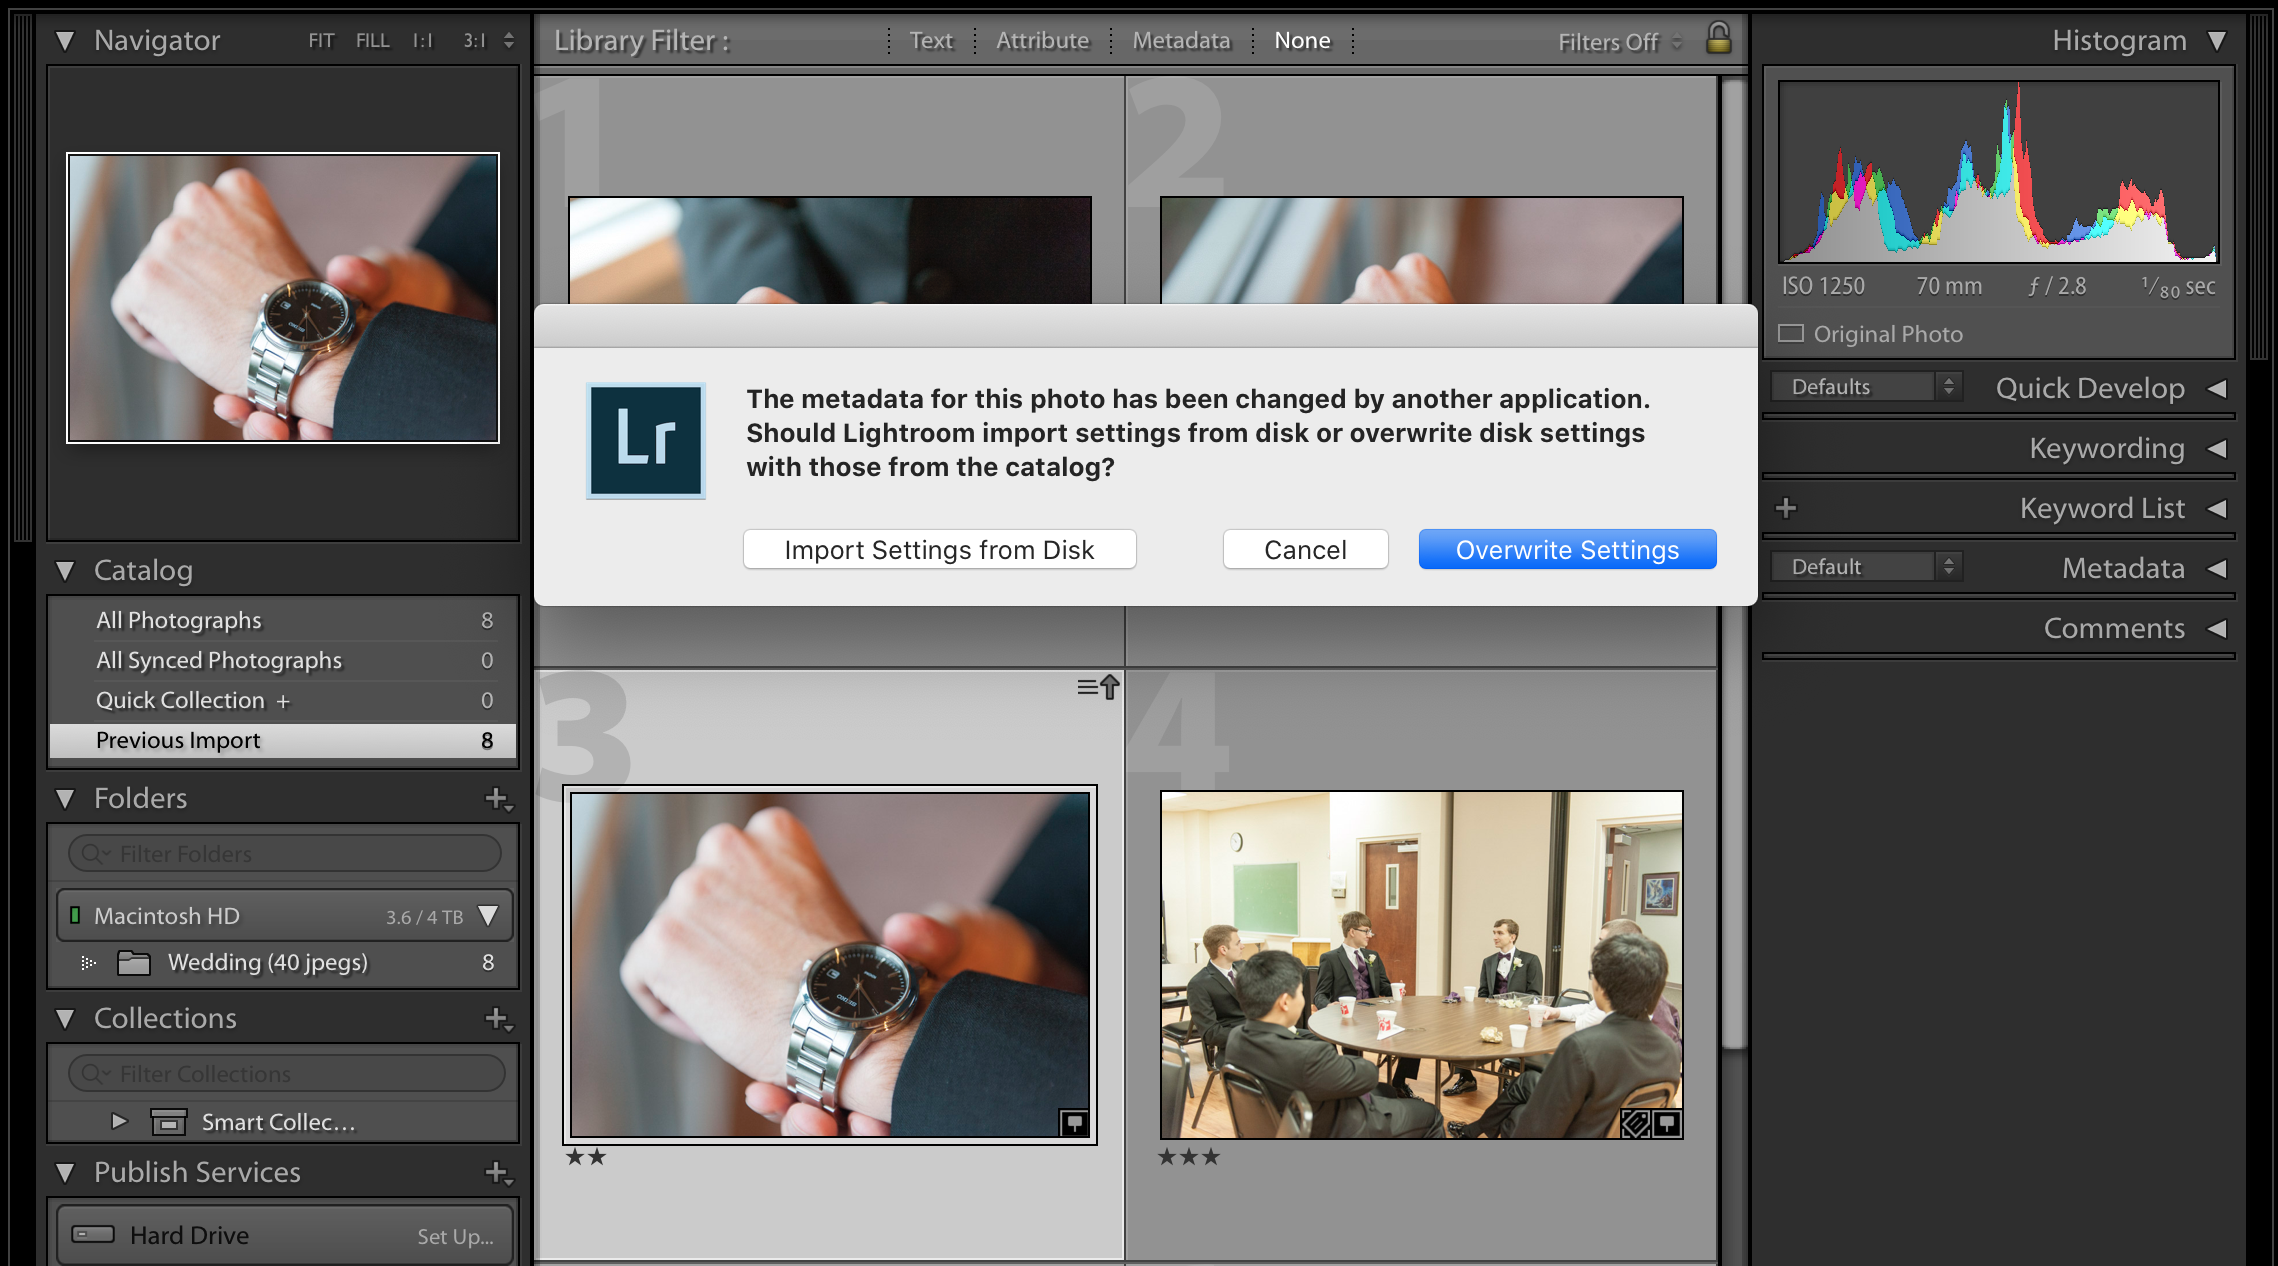 Navigator FIT FILL 1:1 3:1
Library Filter : Text Attribute Metadata None Filters Off
Histogram
1
2
ISO 1250 70 mm ƒ / 2.8 1/80 sec
Original Photo
The metadata for this photo has been changed by another application.
Should Lightroom import settings from disk or overwrite disk settings
with those from the catalog?
Lr
Import Settings from Disk Cancel Overwrite Settings
Defaults Quick Develop
Keywording
Keyword List
Default Metadata
Comments
Catalog
All Photographs 8
All Synced Photographs 0
Quick Collection + 0
Previous Import 8
3
4
Folders
Filter Folders
Macintosh HD 3.6 / 4 TB
Wedding (40 jpegs) 8
Collections
Filter Collections
Smart Collec...
Publish Services
Hard Drive Set Up...
SEIKO
SEIKO